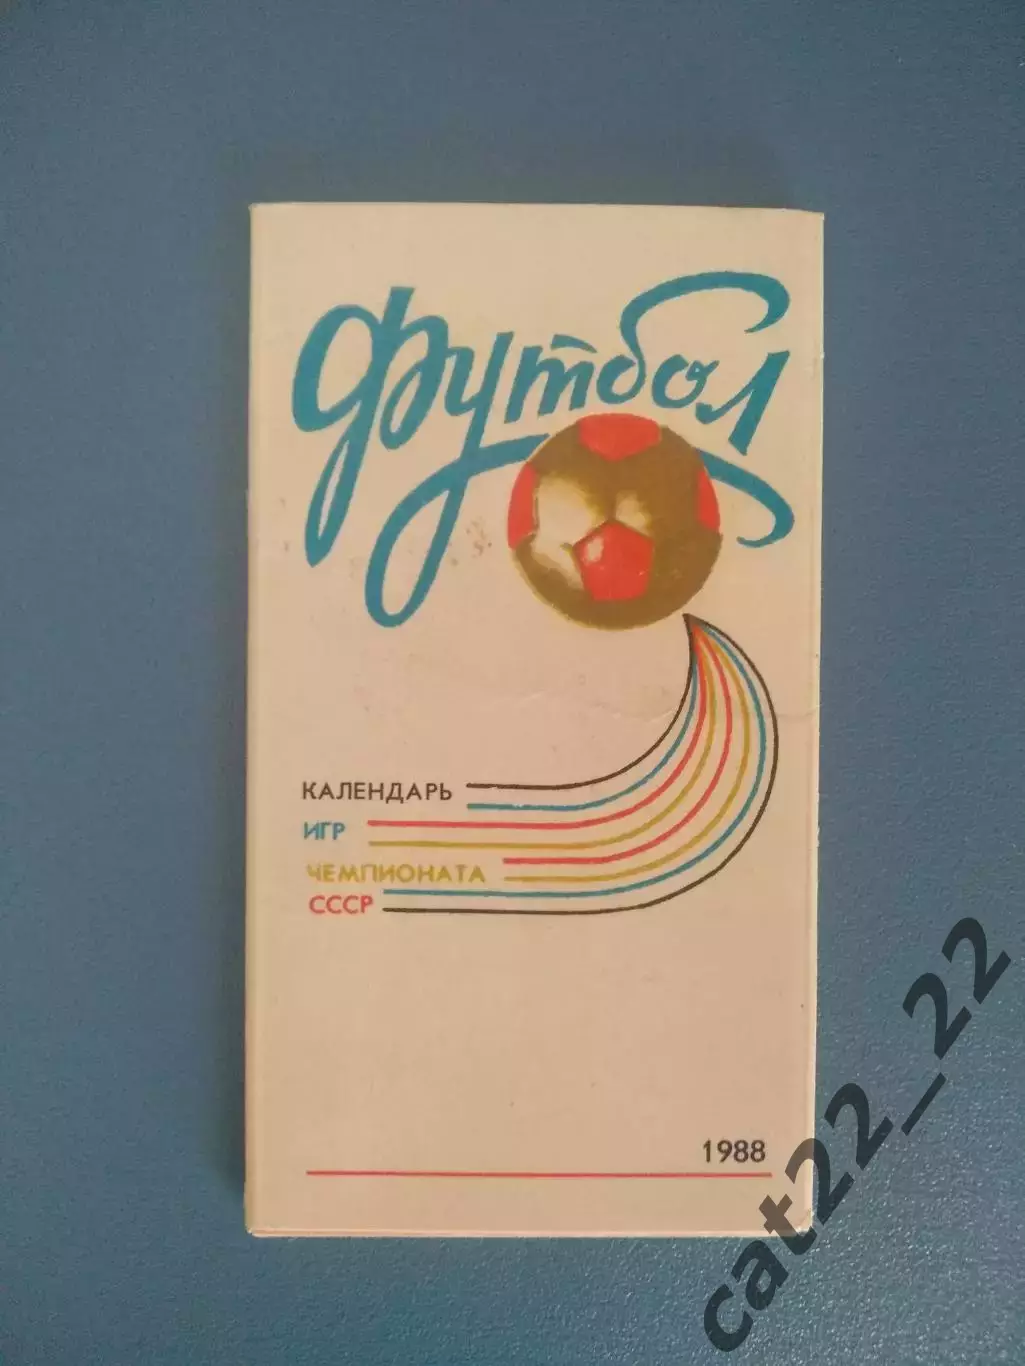 Футбол
КАЛЕНДАРЬ
ИГР
ЧЕМПИОНАТА
СССР
1988
cat22_22